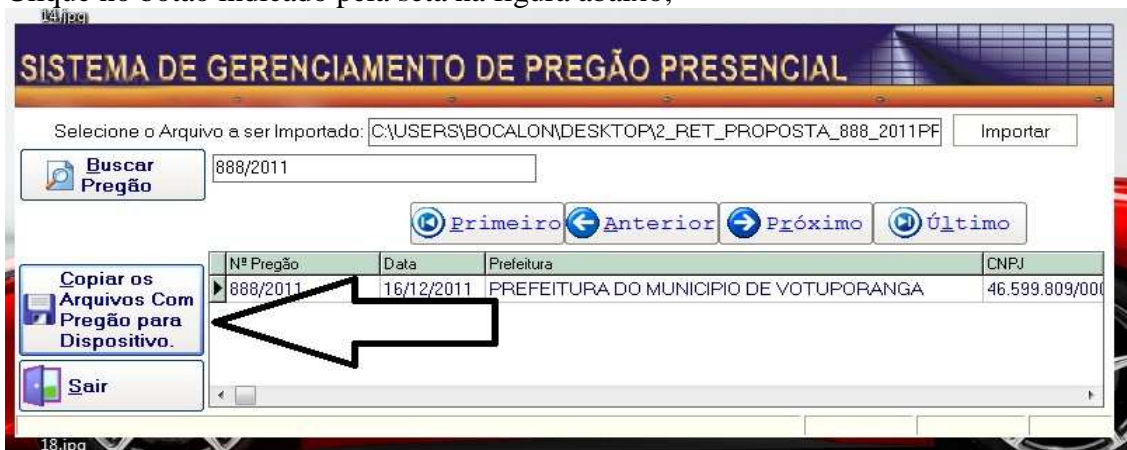 Clique no botão indicado pela seta na figura abaixo;
14.jpg
SISTEMA DE GERENCIAMENTO DE PREGÃO PRESENCIAL
Selecione o Arquivo a ser Importado: C:\USERS\BOCALON\DESKTOP\2_RET_PROPOSTA_888_2011PF Importar
Buscar Pregão 888/2011
Primeiro Anterior Próximo Último
Nº Pregão Data Prefeitura CNPJ
888/2011 16/12/2011 PREFEITURA DO MUNICIPIO DE VOTUPORANGA 46.599.809/000
Copiar os
Arquivos Com
Pregão para
Dispositivo.
Sair
18.jpg